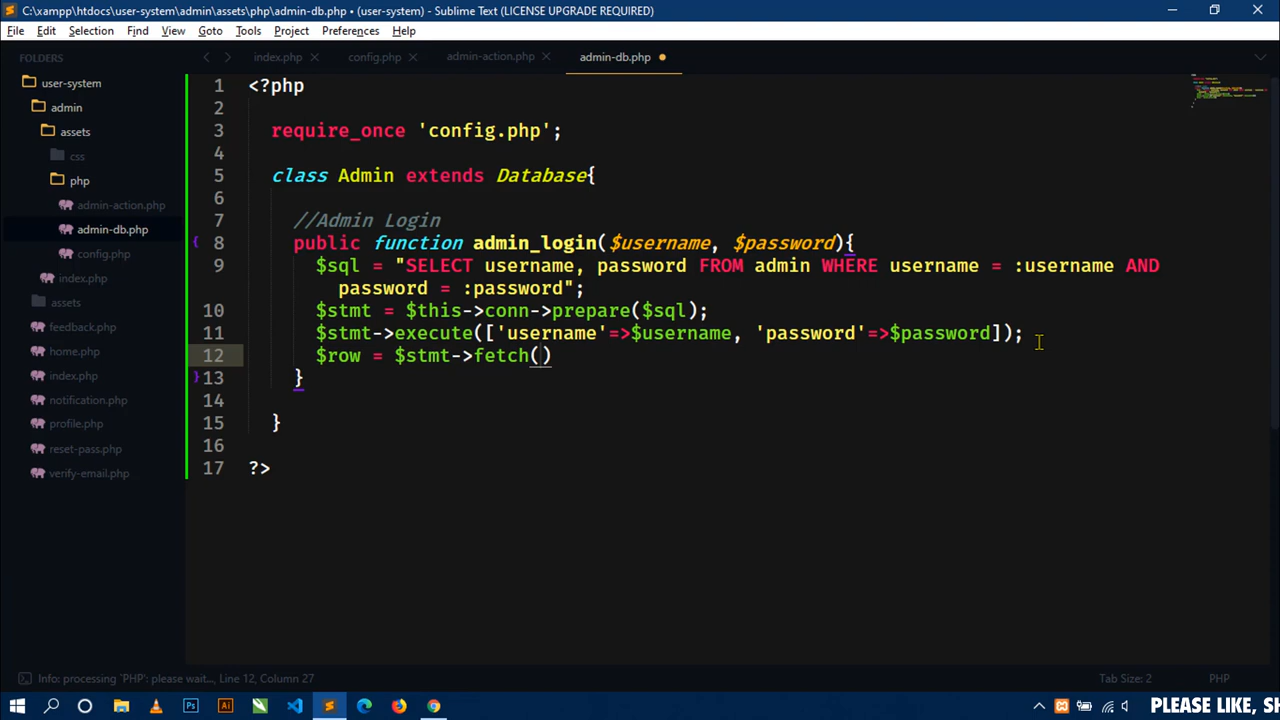 C:\xampp\htdocs\user-system\admin\assets\php\admin-db.php • (user-system) - Sublime Text (LICENSE UPGRADE REQUIRED)
File Edit Selection Find View Goto Tools Project Preferences Help
FOLDERS
user-system
admin
assets
css
php
admin-action.php
admin-db.php
config.php
index.php
assets
feedback.php
home.php
index.php
notification.php
profile.php
reset-pass.php
verify-email.php
index.php config.php admin-action.php admin-db.php
1 <?php
2
3 require_once 'config.php';
4
5 class Admin extends Database{
6
7 //Admin Login
8 public function admin_login($username, $password){
9 $sql = "SELECT username, password FROM admin WHERE username = :username AND
password = :password";
10 $stmt = $this->conn->prepare($sql);
11 $stmt->execute(['username'=>$username, 'password'=>$password]);
12 $row = $stmt->fetch()
13 }
14
15 }
16
17 ?>
Info: processing "PHP": please wait..., Line 12, Column 27
Tab Size: 2 PHP
PLEASE LIKE, SH